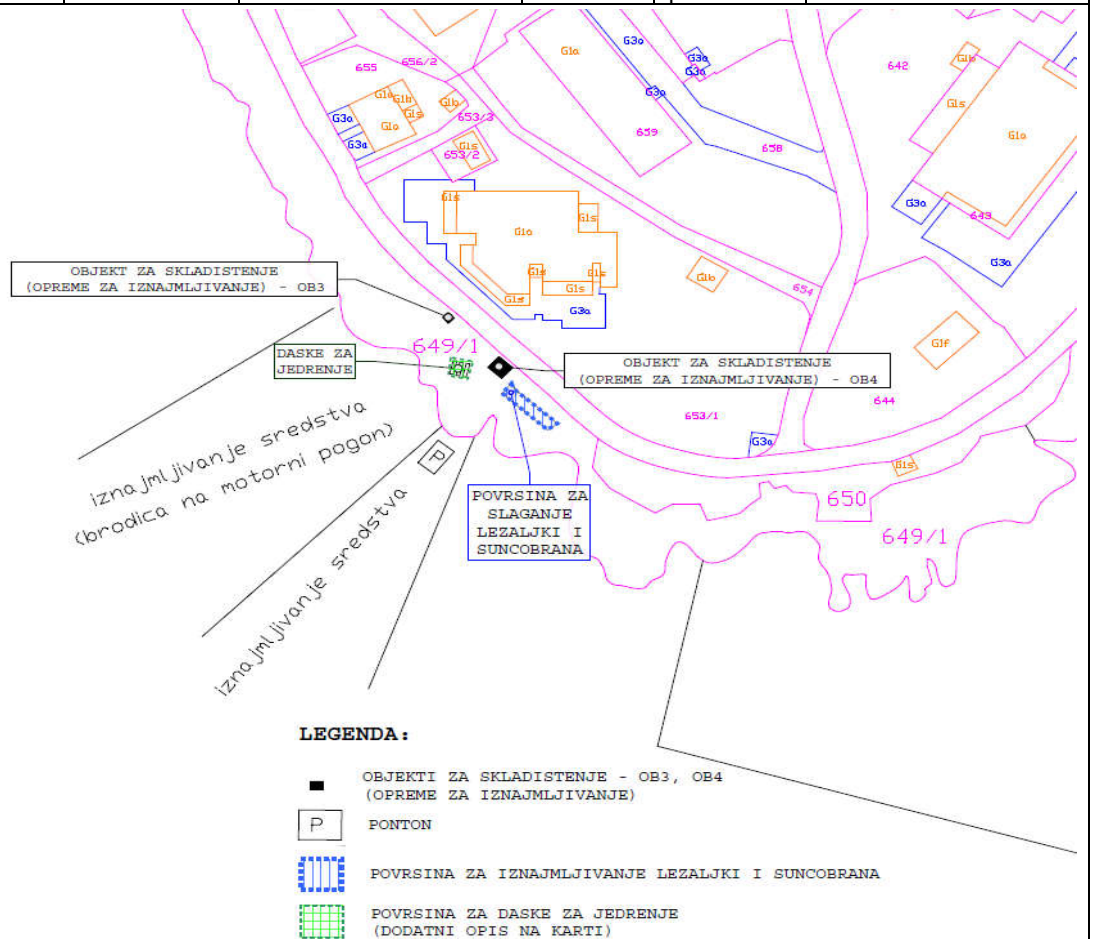 655
656/2
G1a
G3a
G3a
G3a
G3a
659
658
642
G1b
G1s
G1a
G3a
643
G3a
G1a
G1b
G1s
G1a
G1b
G3a
G3a
653/3
653/2
G1s
G1s
G1a
G1s
G1s
G1s
G1s
G1s
G3a
G1b
654
G1f
644
OBJEKT ZA SKLADISTENJE
(OPREME ZA IZNAJMLJIVANJE) - OB3
649/1
DASKE ZA
JEDRENJE
OBJEKT ZA SKLADISTENJE
(OPREME ZA IZNAJMLJIVANJE) - OB4
653/1
G3a
G1s
650
649/1
iznajmljivanje sredstva
(brodica na motorni pogon)
P
iznajmljivanje sredstva
POVRSINA ZA
SLAGANJE
LEZALJKI I
SUNCOBRANA
LEGENDA:
OBJEKTI ZA SKLADISTENJE - OB3, OB4
(OPREME ZA IZNAJMLJIVANJE)
P
PONTON
POVRSINA ZA IZNAJMLJIVANJE LEZALJKI I SUNCOBRANA
POVRSINA ZA DASKE ZA JEDRENJE
(DODATNI OPIS NA KARTI)